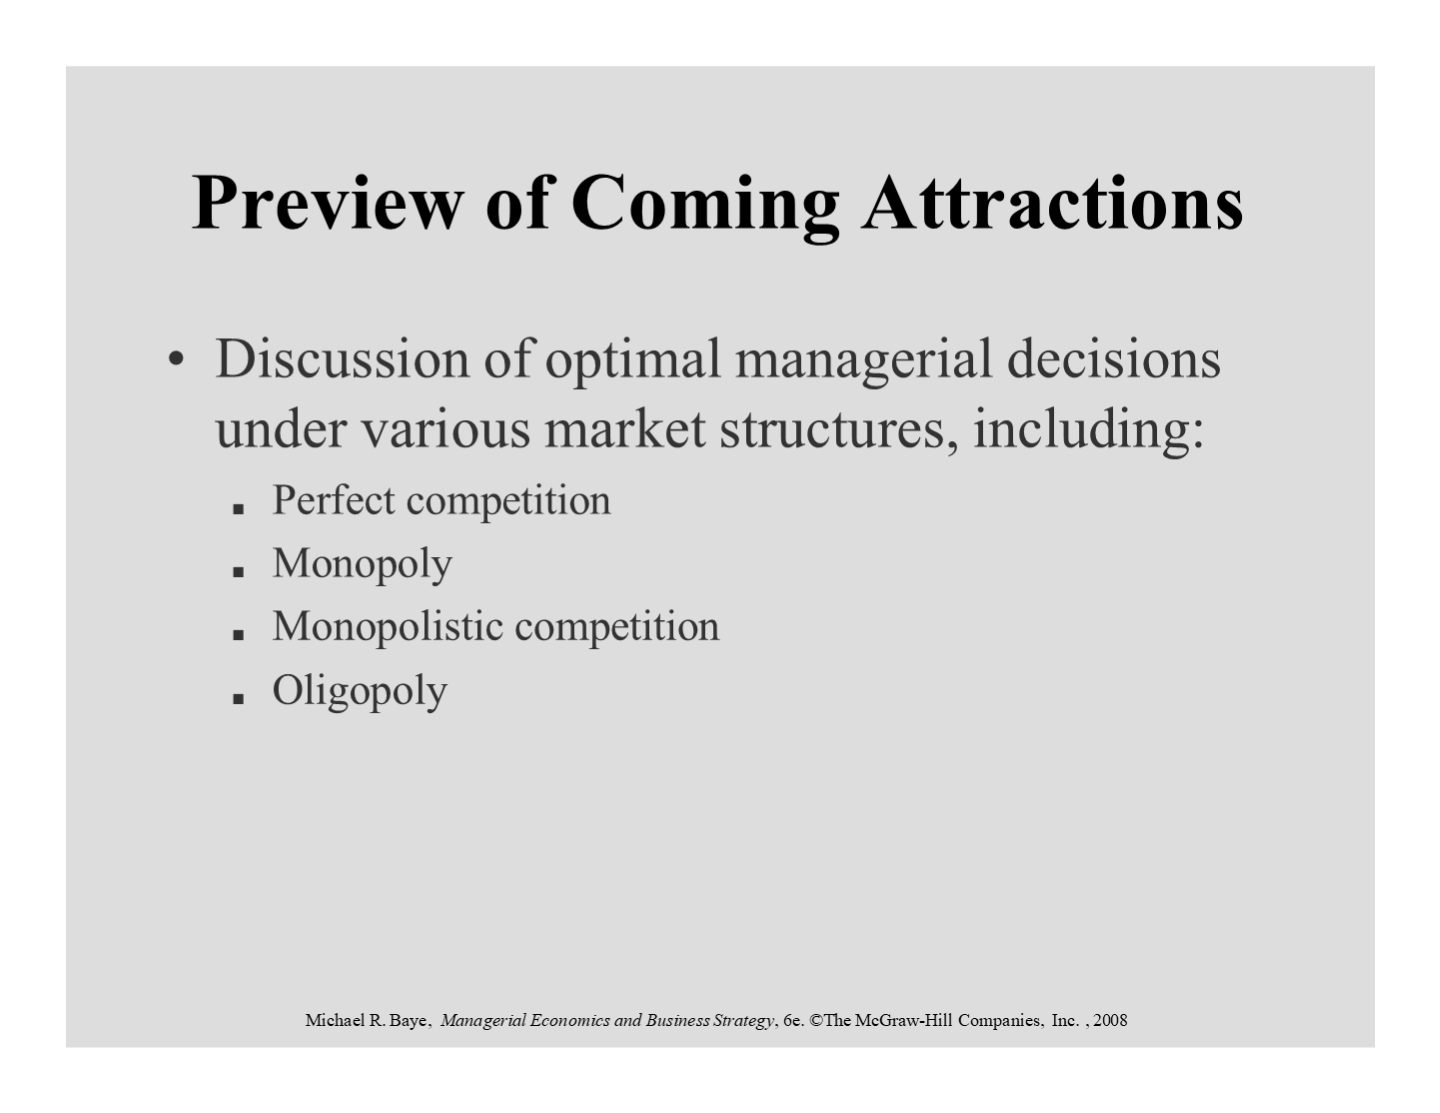 Preview of Coming Attractions
• Discussion of optimal managerial decisions
under various market structures, including:
▪ Perfect competition
▪ Monopoly
▪ Monopolistic competition
▪ Oligopoly
Michael R. Baye, Managerial Economics and Business Strategy, 6e. ©The McGraw-Hill Companies, Inc. , 2008